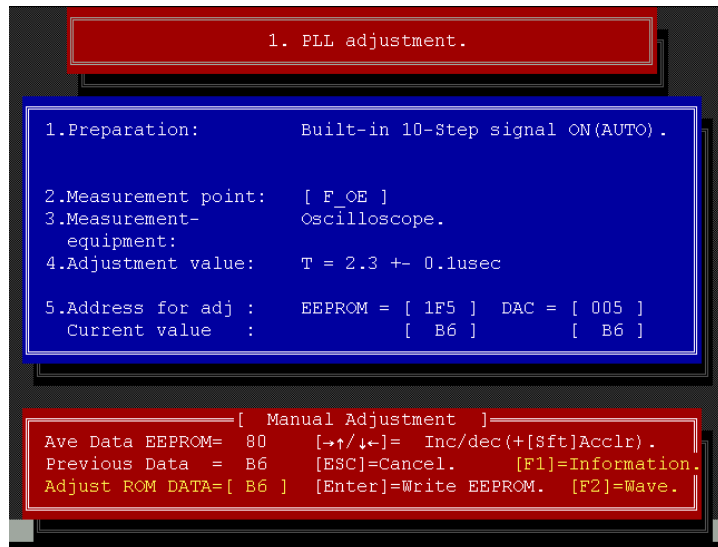 1. PLL adjustment.
1.Preparation: Built-in 10-Step signal ON(AUTO).
2.Measurement point: [ F_OE ]
3.Measurement- Oscilloscope.
equipment:
4.Adjustment value: T = 2.3 +- 0.1usec
5.Address for adj : EEPROM = [ 1F5 ] DAC = [ 005 ]
Current value : [ B6 ] [ B6 ]
[ Manual Adjustment ]
Ave Data EEPROM= 80 [→↑/↓←]= Inc/dec(+[Sft]Acclr).
Previous Data = B6 [ESC]=Cancel. [F1]=Information.
Adjust ROM DATA=[ B6 ] [Enter]=Write EEPROM. [F2]=Wave.